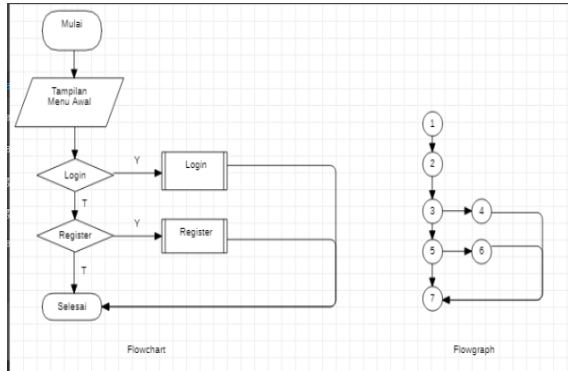 Mulai
Tampilan
Menu Awal
Login
Y
Login
T
Register
Y
Register
T
Selesai
Flowchart
1
2
3
4
5
6
7
Flowgraph